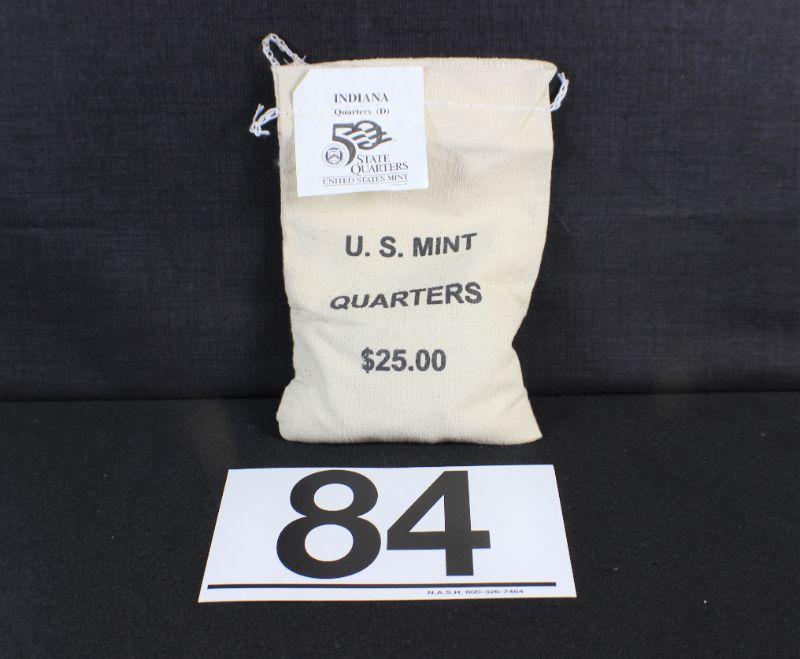 INDIANA
Quarters (D)
50
STATE
QUARTERS
UNITED STATES MINT
U. S. MINT
QUARTERS
$25.00
84
N.A.S.H. 800-326-7464